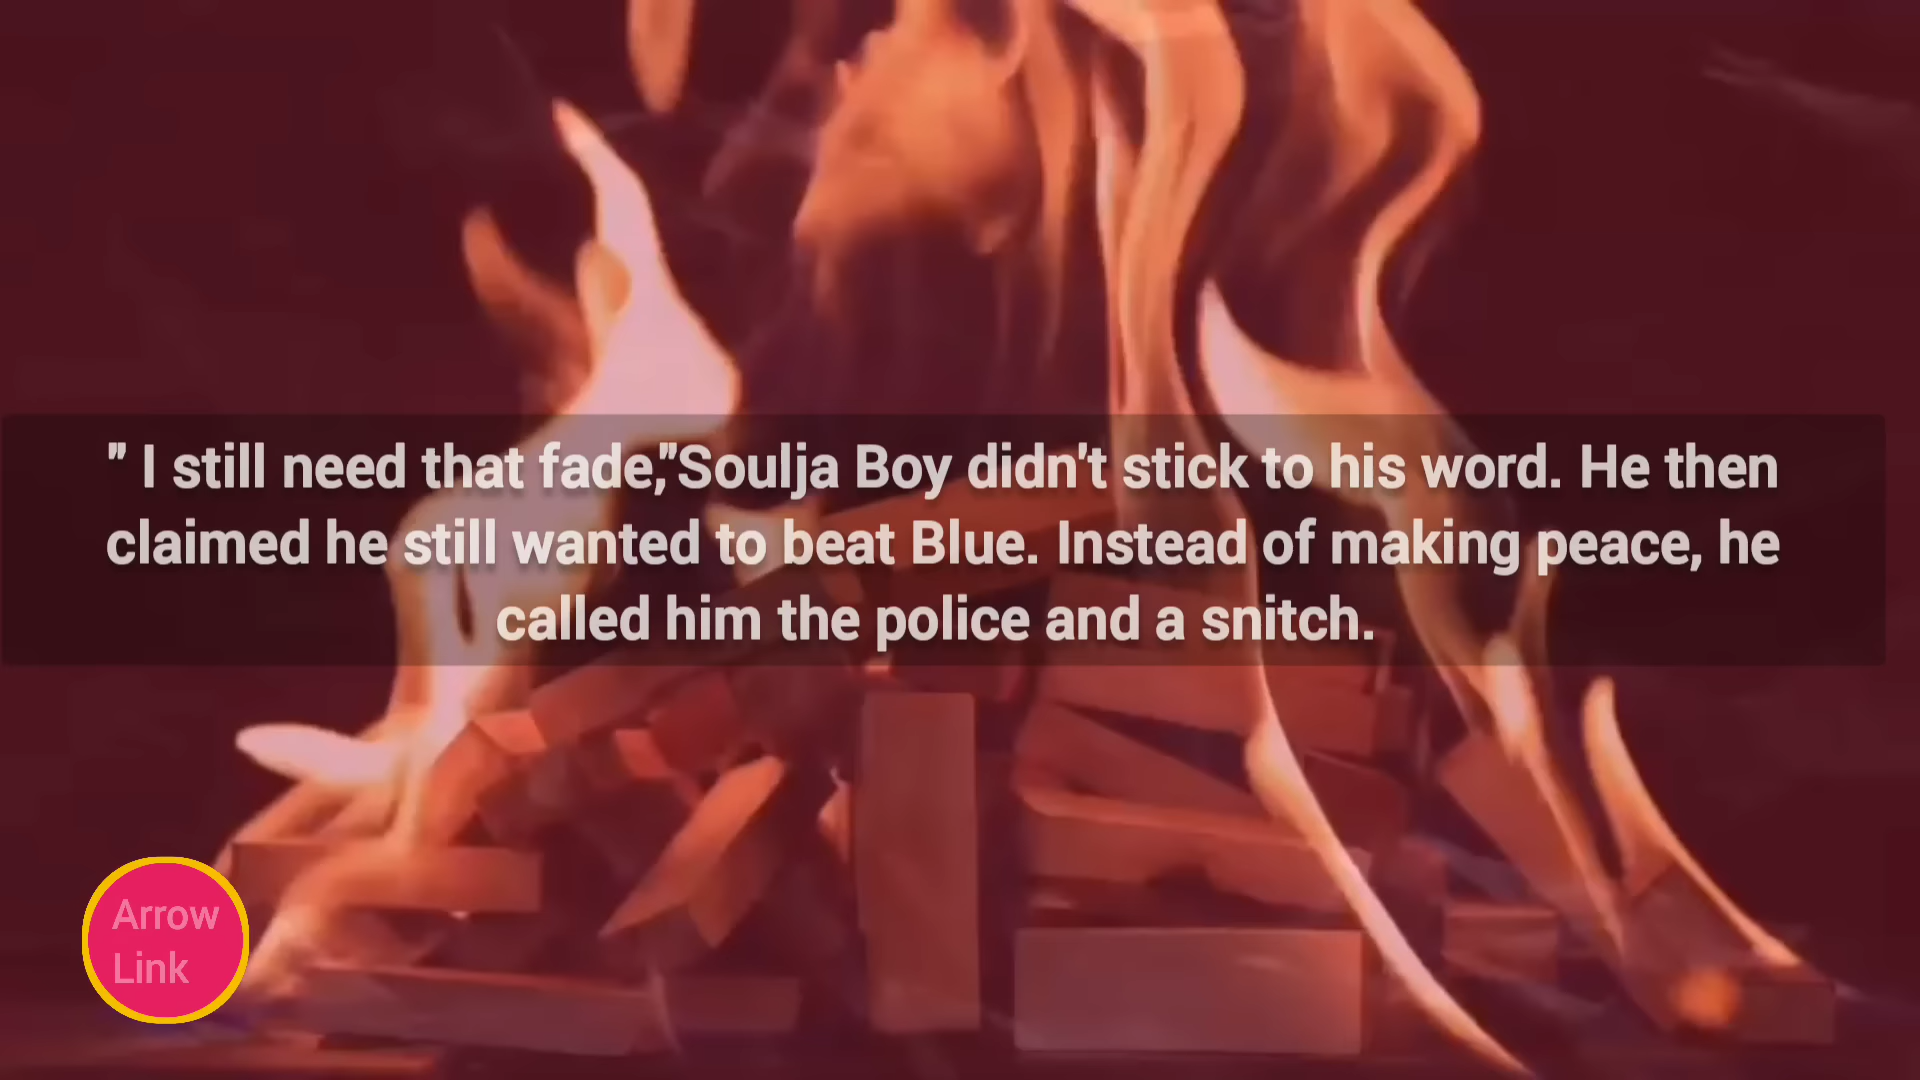 " I still need that fade,"Soulja Boy didn't stick to his word. He then
claimed he still wanted to beat Blue. Instead of making peace, he
called him the police and a snitch.
Arrow
Link